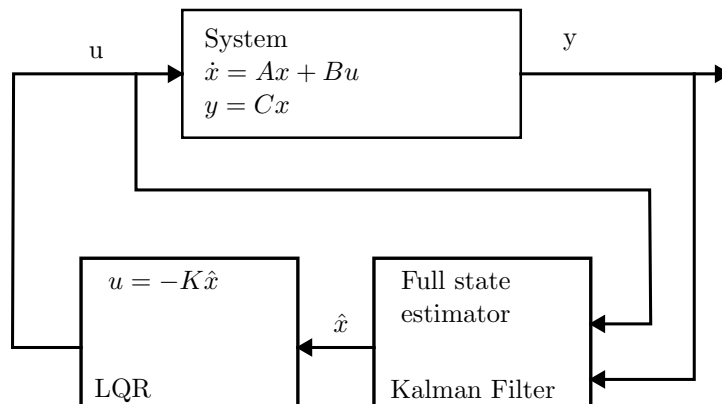 u
System
ẋ = Ax + Bu
y = Cx
y
u = −Kx̂
LQR
x̂
Full state
estimator
Kalman Filter